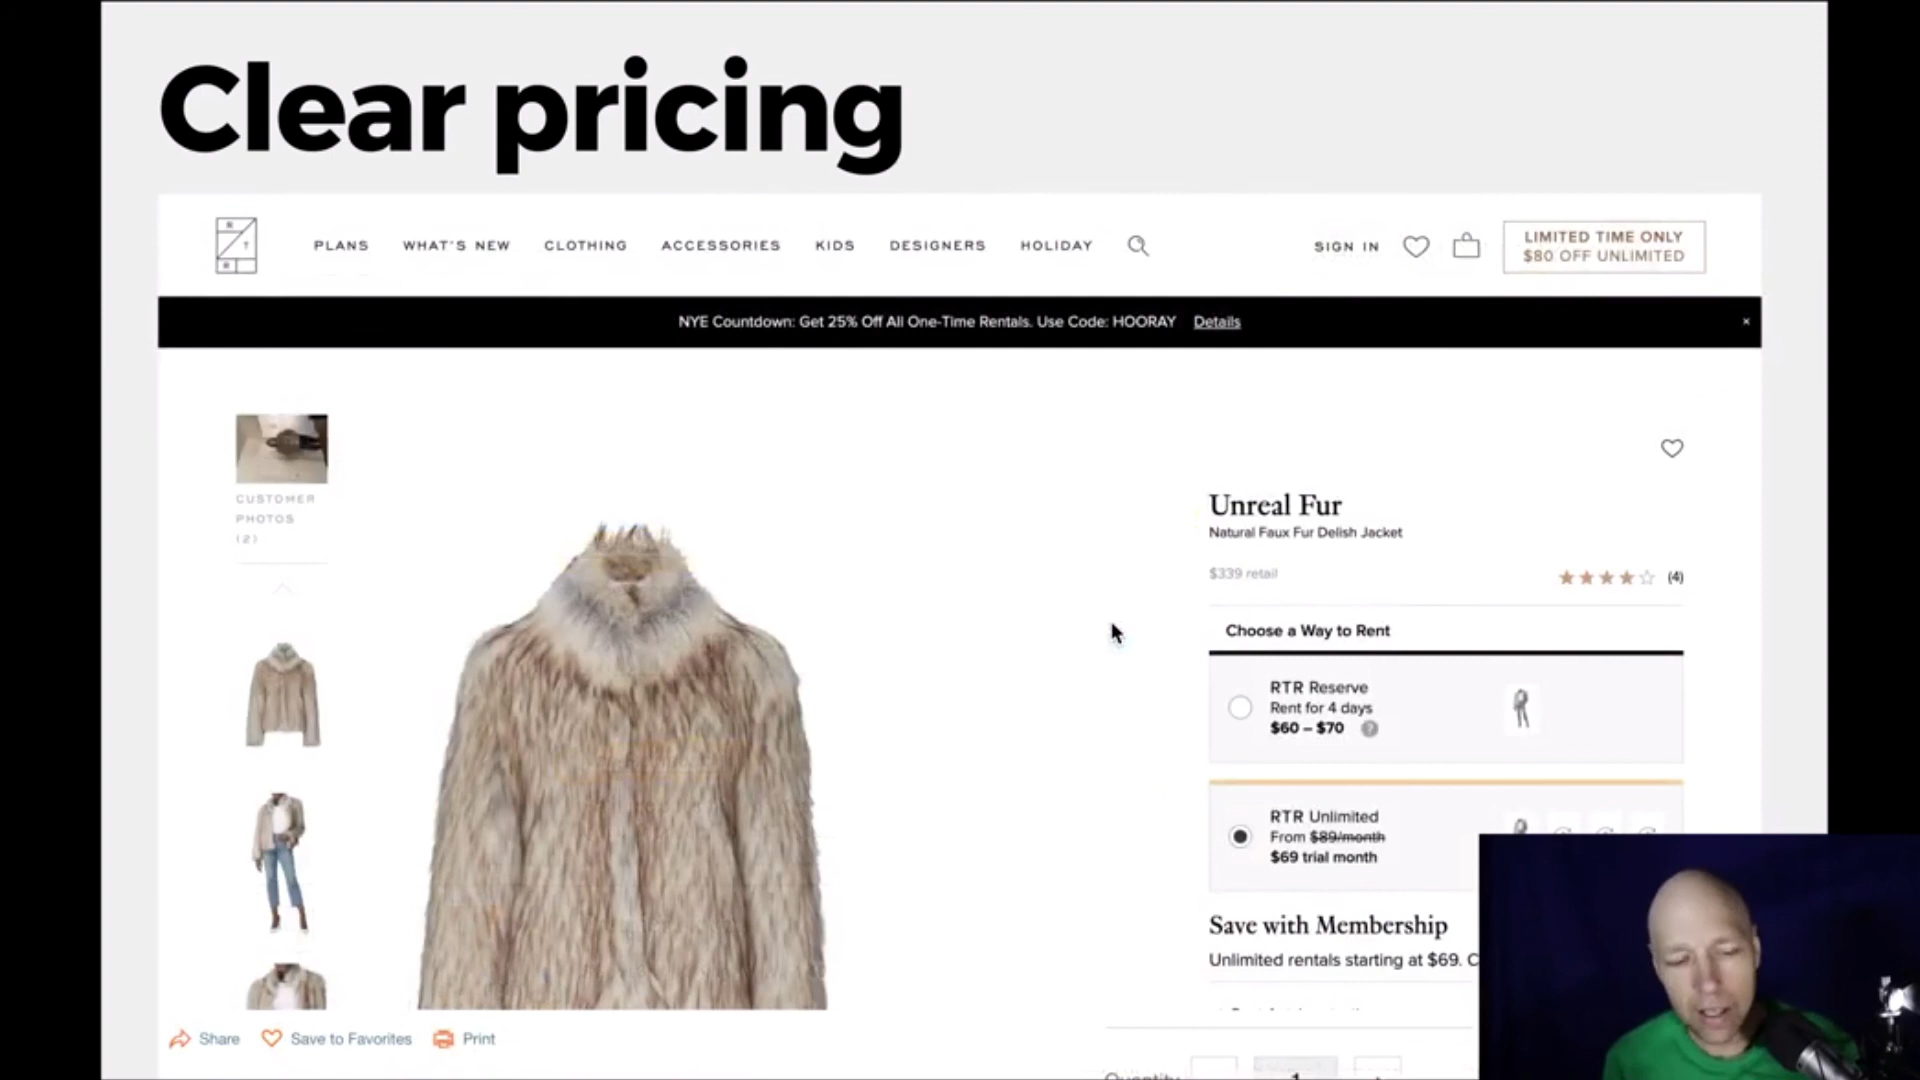 Clear pricing
R
T
R
PLANS WHAT'S NEW CLOTHING ACCESSORIES KIDS DESIGNERS HOLIDAY
SIGN IN
LIMITED TIME ONLY
$80 OFF UNLIMITED
NYE Countdown: Get 25% Off All One-Time Rentals. Use Code: HOORAY Details
CUSTOMER
PHOTOS
(2)
Unreal Fur
Natural Faux Fur Delish Jacket
$339 retail
(4)
Choose a Way to Rent
RTR Reserve
Rent for 4 days
$60 – $70 ?
RTR Unlimited
From $89/month
$69 trial month
Save with Membership
Unlimited rentals starting at $69. C
Share Save to Favorites Print
Quantity